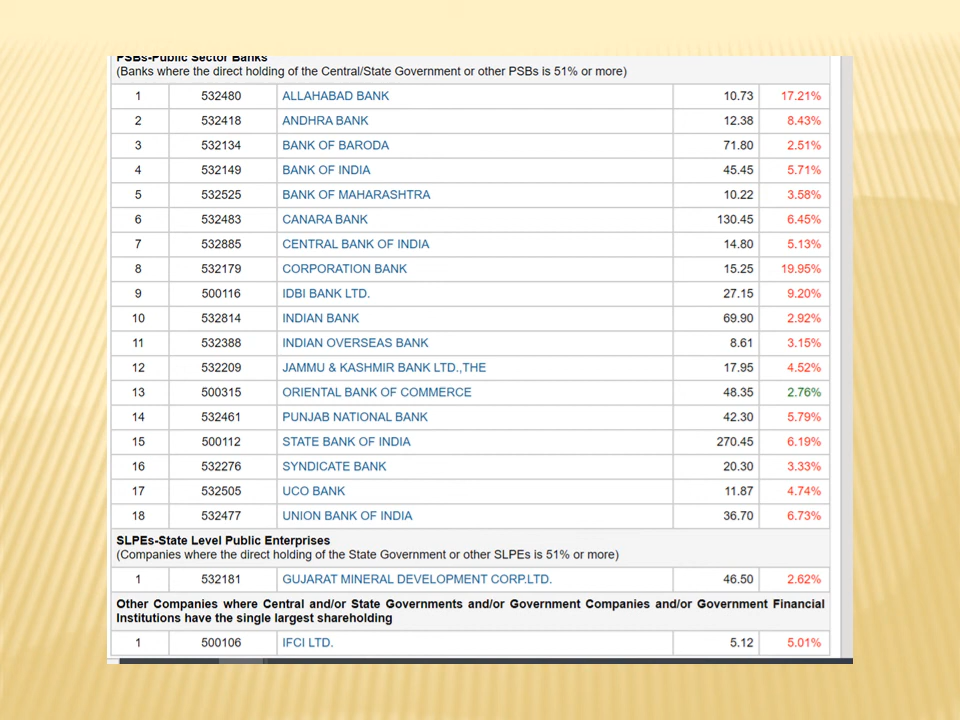 PSBs-Public Sector Banks
(Banks where the direct holding of the Central/State Government or other PSBs is 51% or more)
1 532480 ALLAHABAD BANK 10.73 17.21%
2 532418 ANDHRA BANK 12.38 8.43%
3 532134 BANK OF BARODA 71.80 2.51%
4 532149 BANK OF INDIA 45.45 5.71%
5 532525 BANK OF MAHARASHTRA 10.22 3.58%
6 532483 CANARA BANK 130.45 6.45%
7 532885 CENTRAL BANK OF INDIA 14.80 5.13%
8 532179 CORPORATION BANK 15.25 19.95%
9 500116 IDBI BANK LTD. 27.15 9.20%
10 532814 INDIAN BANK 69.90 2.92%
11 532388 INDIAN OVERSEAS BANK 8.61 3.15%
12 532209 JAMMU & KASHMIR BANK LTD.,THE 17.95 4.52%
13 500315 ORIENTAL BANK OF COMMERCE 48.35 2.76%
14 532461 PUNJAB NATIONAL BANK 42.30 5.79%
15 500112 STATE BANK OF INDIA 270.45 6.19%
16 532276 SYNDICATE BANK 20.30 3.33%
17 532505 UCO BANK 11.87 4.74%
18 532477 UNION BANK OF INDIA 36.70 6.73%
SLPEs-State Level Public Enterprises
(Companies where the direct holding of the State Government or other SLPEs is 51% or more)
1 532181 GUJARAT MINERAL DEVELOPMENT CORP.LTD. 46.50 2.62%
Other Companies where Central and/or State Governments and/or Government Companies and/or Government Financial
Institutions have the single largest shareholding
1 500106 IFCI LTD. 5.12 5.01%